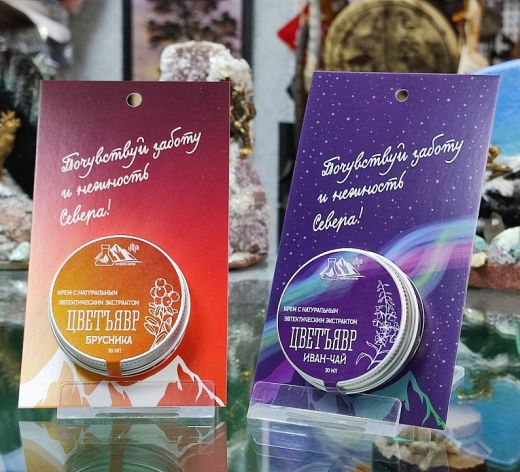 Почувствуй заботу
и нежность
Севера!
КРЕМ С НАТУРАЛЬНЫМ
ЭВТЕКТИЧЕСКИМ ЭКСТРАКТОМ
ЦВЕТЪЯВР
БРУСНИКА
30 МЛ
Почувствуй заботу
и нежность
Севера!
КРЕМ С НАТУРАЛЬНЫМ
ЭВТЕКТИЧЕСКИМ ЭКСТРАКТОМ
ЦВЕТЪЯВР
ИВАН-ЧАЙ
30 МЛ